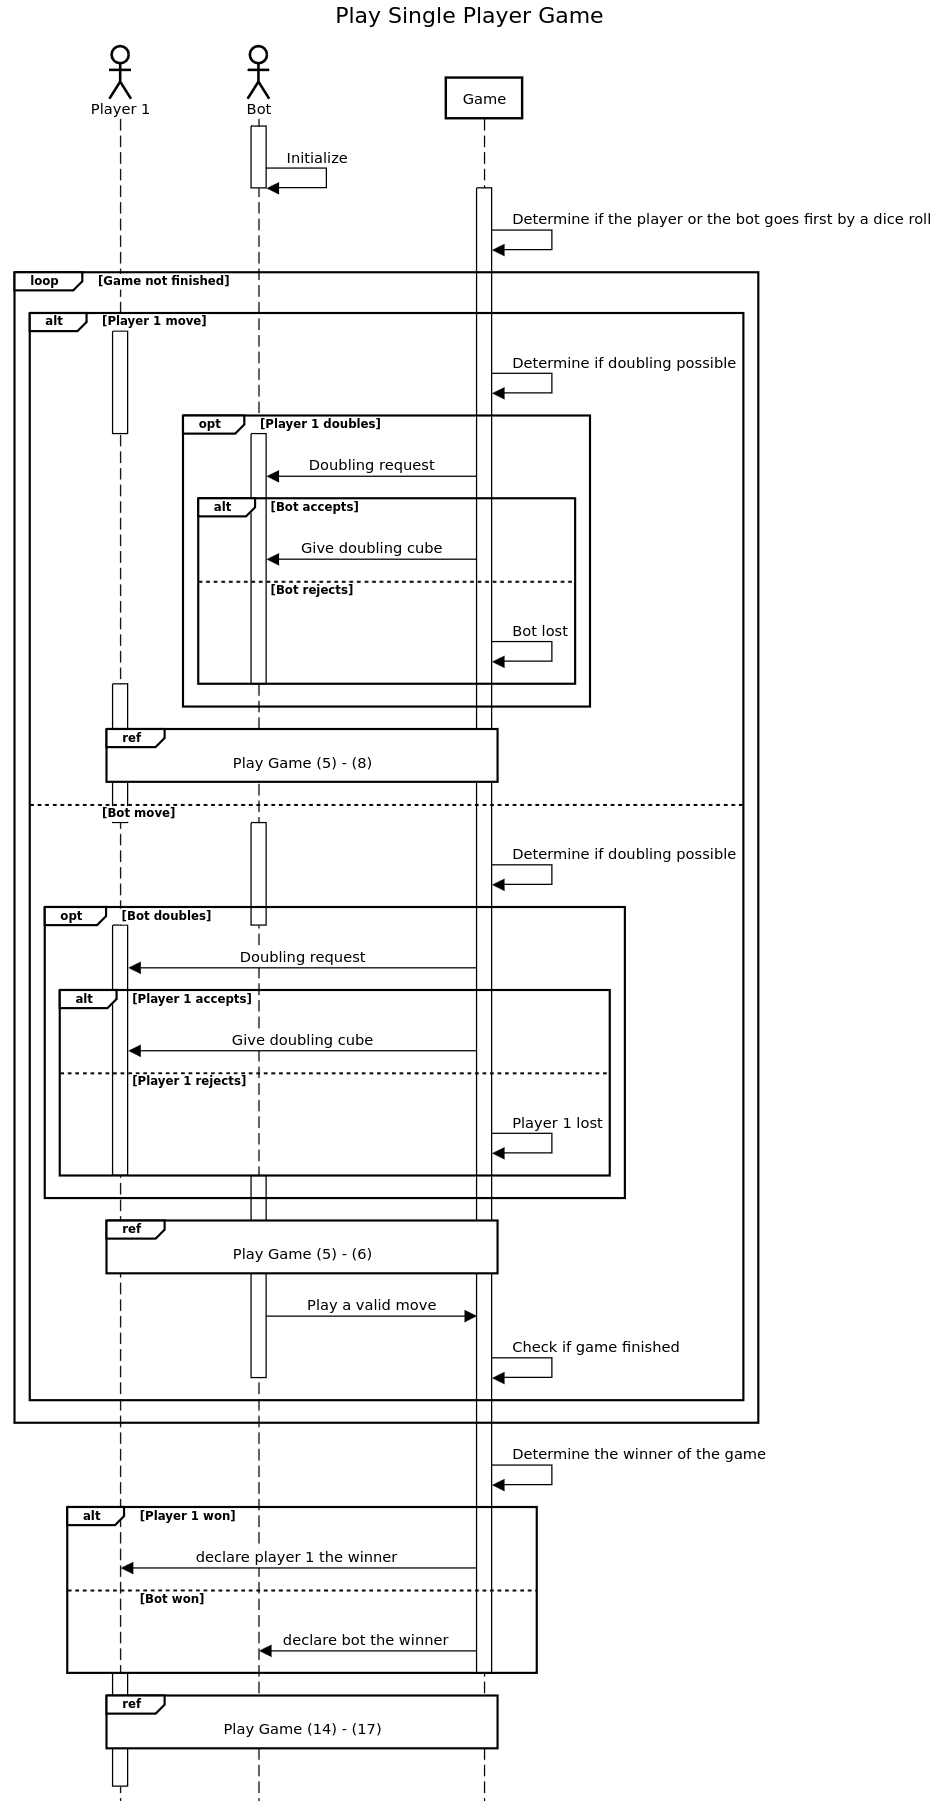 Play Single Player Game
Player 1
Bot
Game
Initialize
Determine if the player or the bot goes first by a dice roll
loop
[Game not finished]
alt
[Player 1 move]
Determine if doubling possible
opt
[Player 1 doubles]
Doubling request
alt
[Bot accepts]
Give doubling cube
[Bot rejects]
Bot lost
ref
Play Game (5) - (8)
[Bot move]
Determine if doubling possible
opt
[Bot doubles]
Doubling request
alt
[Player 1 accepts]
Give doubling cube
[Player 1 rejects]
Player 1 lost
ref
Play Game (5) - (6)
Play a valid move
Check if game finished
Determine the winner of the game
alt
[Player 1 won]
declare player 1 the winner
[Bot won]
declare bot the winner
ref
Play Game (14) - (17)